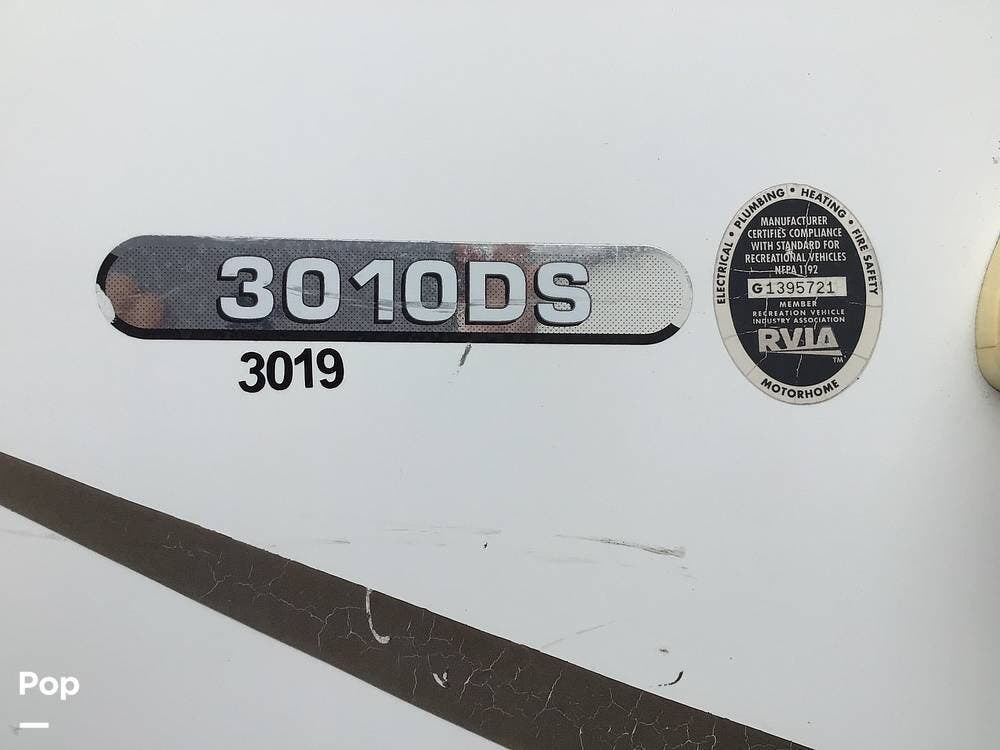 3010DS
3019
ELECTRICAL • PLUMBING • HEATING • FIRE SAFETY
MANUFACTURER
CERTIFIES COMPLIANCE
WITH STANDARD FOR
RECREATIONAL VEHICLES
NFPA 1192
G1395721
MEMBER
RECREATION VEHICLE
INDUSTRY ASSOCIATION
RVIA
TM
MOTORHOME
Pop